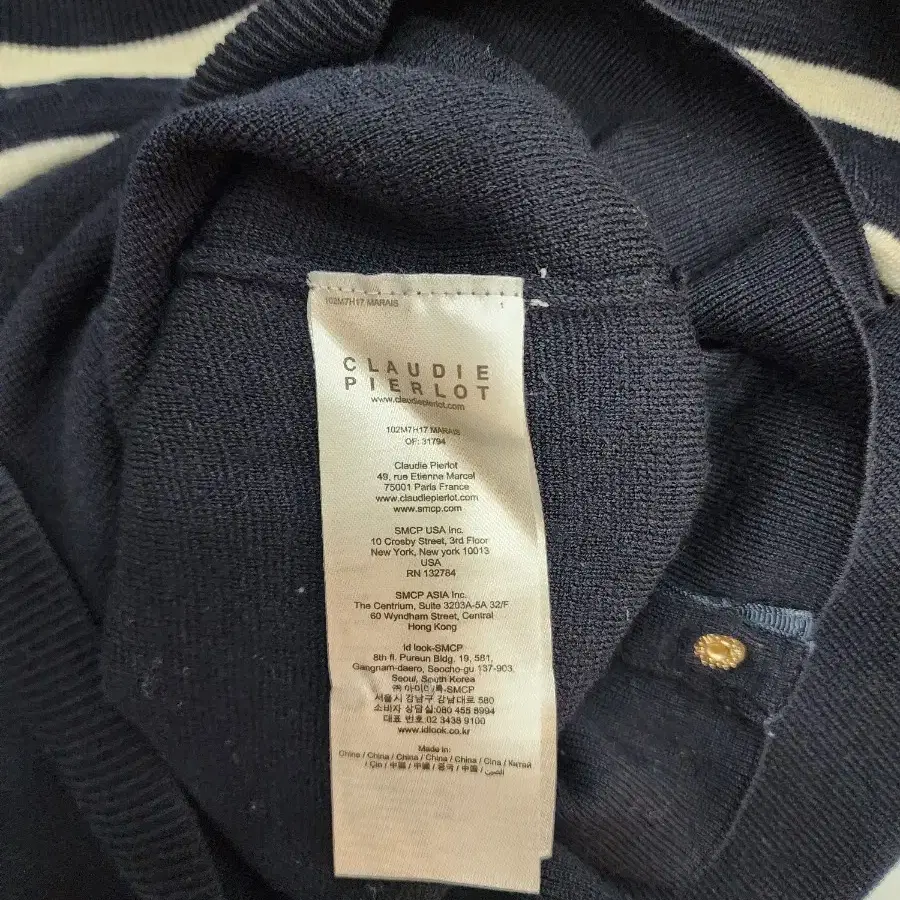 102M7H17 MARAIS 1
CLAUDIE
PIERLOT
www.claudiepierlot.com
102M7H17 MARAIS
OF: 31794
Claudie Pierlot
49, rue Etienne Marcel
75001 Paris France
www.claudiepierlot.com
www.smcp.com
SMCP USA Inc.
10 Crosby Street, 3rd Floor
New York, New york 10013
USA
RN 132784
SMCP ASIA Inc.
The Centrium, Suite 3203A-5A 32/F
60 Wyndham Street, Central
Hong Kong
id look-SMCP
8th fl. Pureun Bldg. 19, 581,
Gangnam-daero, Seocho-gu 137-903,
Seoul, South Korea
㈜ 아이디룩-SMCP
서울시 강남구 강남대로 580
소비자 상담실:080 455 8994
대표 번호:02 3438 9100
www.idlook.co.kr
Made in:
China / China / China / China / China / Cina / Китай
/ Çin / 中国 / 中國 / 중국 / 中国 / الصين